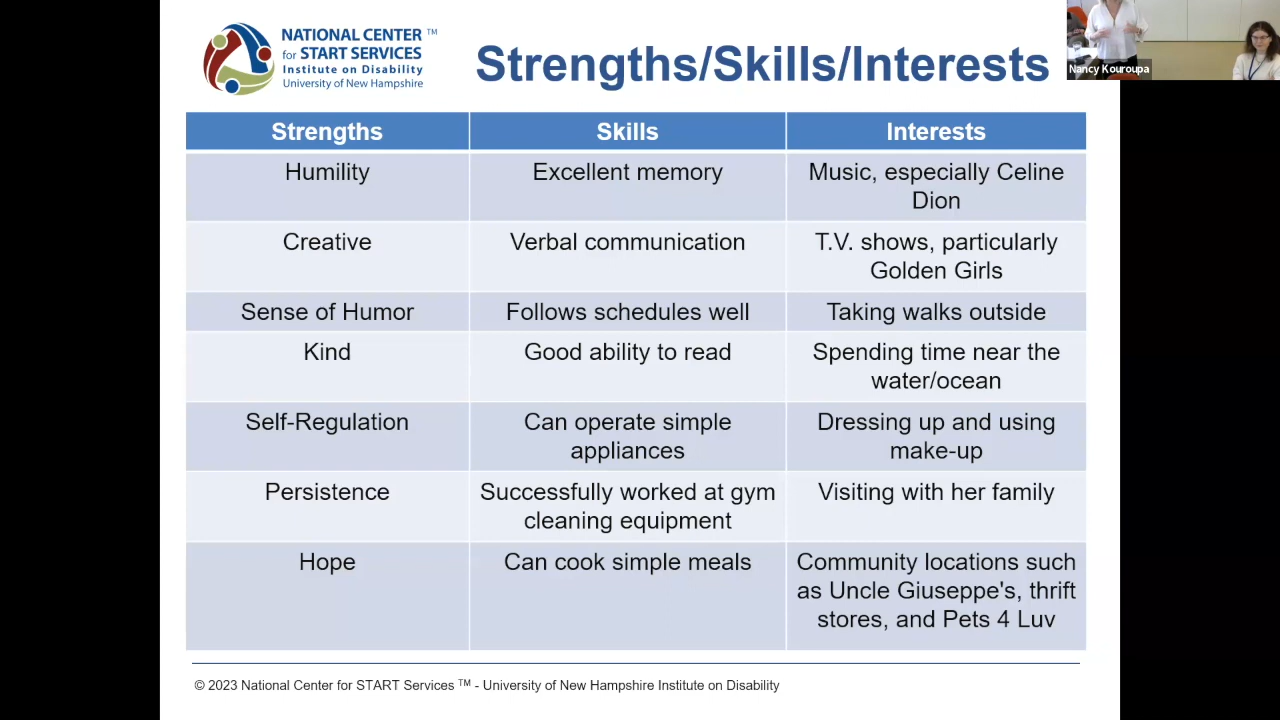 NATIONAL CENTER ™
for START SERVICES
Institute on Disability
University of New Hampshire
Strengths/Skills/Interests
Nancy Kouroupa
Strengths Skills Interests
Humility Excellent memory Music, especially Celine
Dion
Creative Verbal communication T.V. shows, particularly
Golden Girls
Sense of Humor Follows schedules well Taking walks outside
Kind Good ability to read Spending time near the
water/ocean
Self-Regulation Can operate simple Dressing up and using
appliances make-up
Persistence Successfully worked at gym Visiting with her family
cleaning equipment
Hope Can cook simple meals Community locations such
as Uncle Giuseppe's, thrift
stores, and Pets 4 Luv
© 2023 National Center for START Services ™ - University of New Hampshire Institute on Disability